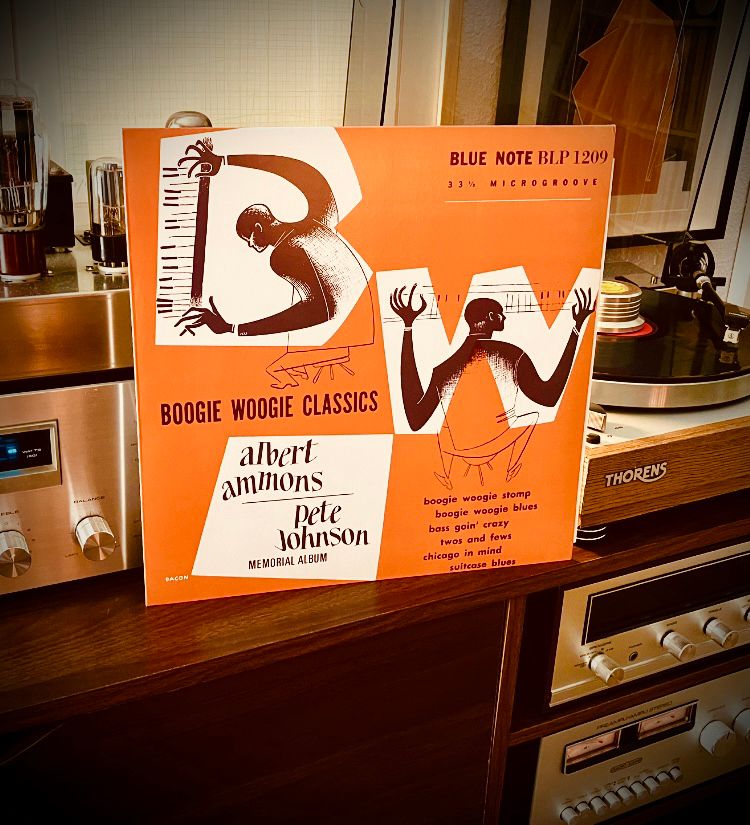 BLUE NOTE BLP 1209
33 1/3 MICROGROOVE
BOOGIE WOOGIE CLASSICS
albert
ammons
pete
johnson
MEMORIAL ALBUM
BACON
boogie woogie stomp
boogie woogie blues
bass goin' crazy
twos and fews
chicago in mind
suitcase blues
THORENS
BALANCE